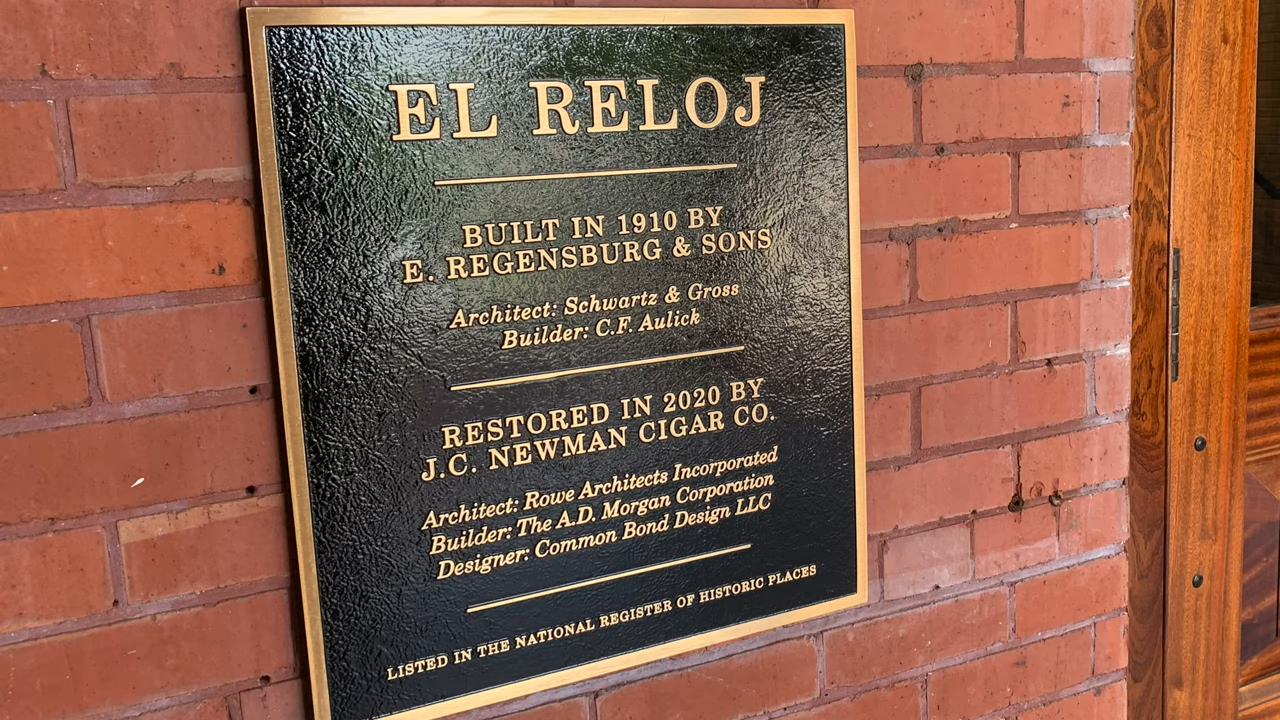 EL RELOJ
BUILT IN 1910 BY
E. REGENSBURG & SONS
Architect: Schwartz & Gross
Builder: C.F. Aulick
RESTORED IN 2020 BY
J.C. NEWMAN CIGAR CO.
Architect: Rowe Architects Incorporated
Builder: The A.D. Morgan Corporation
Designer: Common Bond Design LLC
LISTED IN THE NATIONAL REGISTER OF HISTORIC PLACES